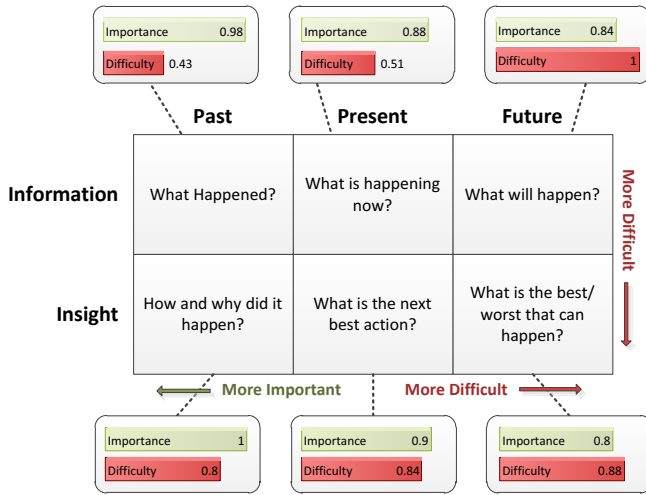 Importance 0.98
Difficulty 0.43
Importance 0.88
Difficulty 0.51
Importance 0.84
Difficulty 1
Past Present Future
Information
What Happened?
What is happening
now?
What will happen?
More Difficult
Insight
How and why did it
happen?
What is the next
best action?
What is the best/
worst that can
happen?
More Important
More Difficult
Importance 1
Difficulty 0.8
Importance 0.9
Difficulty 0.84
Importance 0.8
Difficulty 0.88